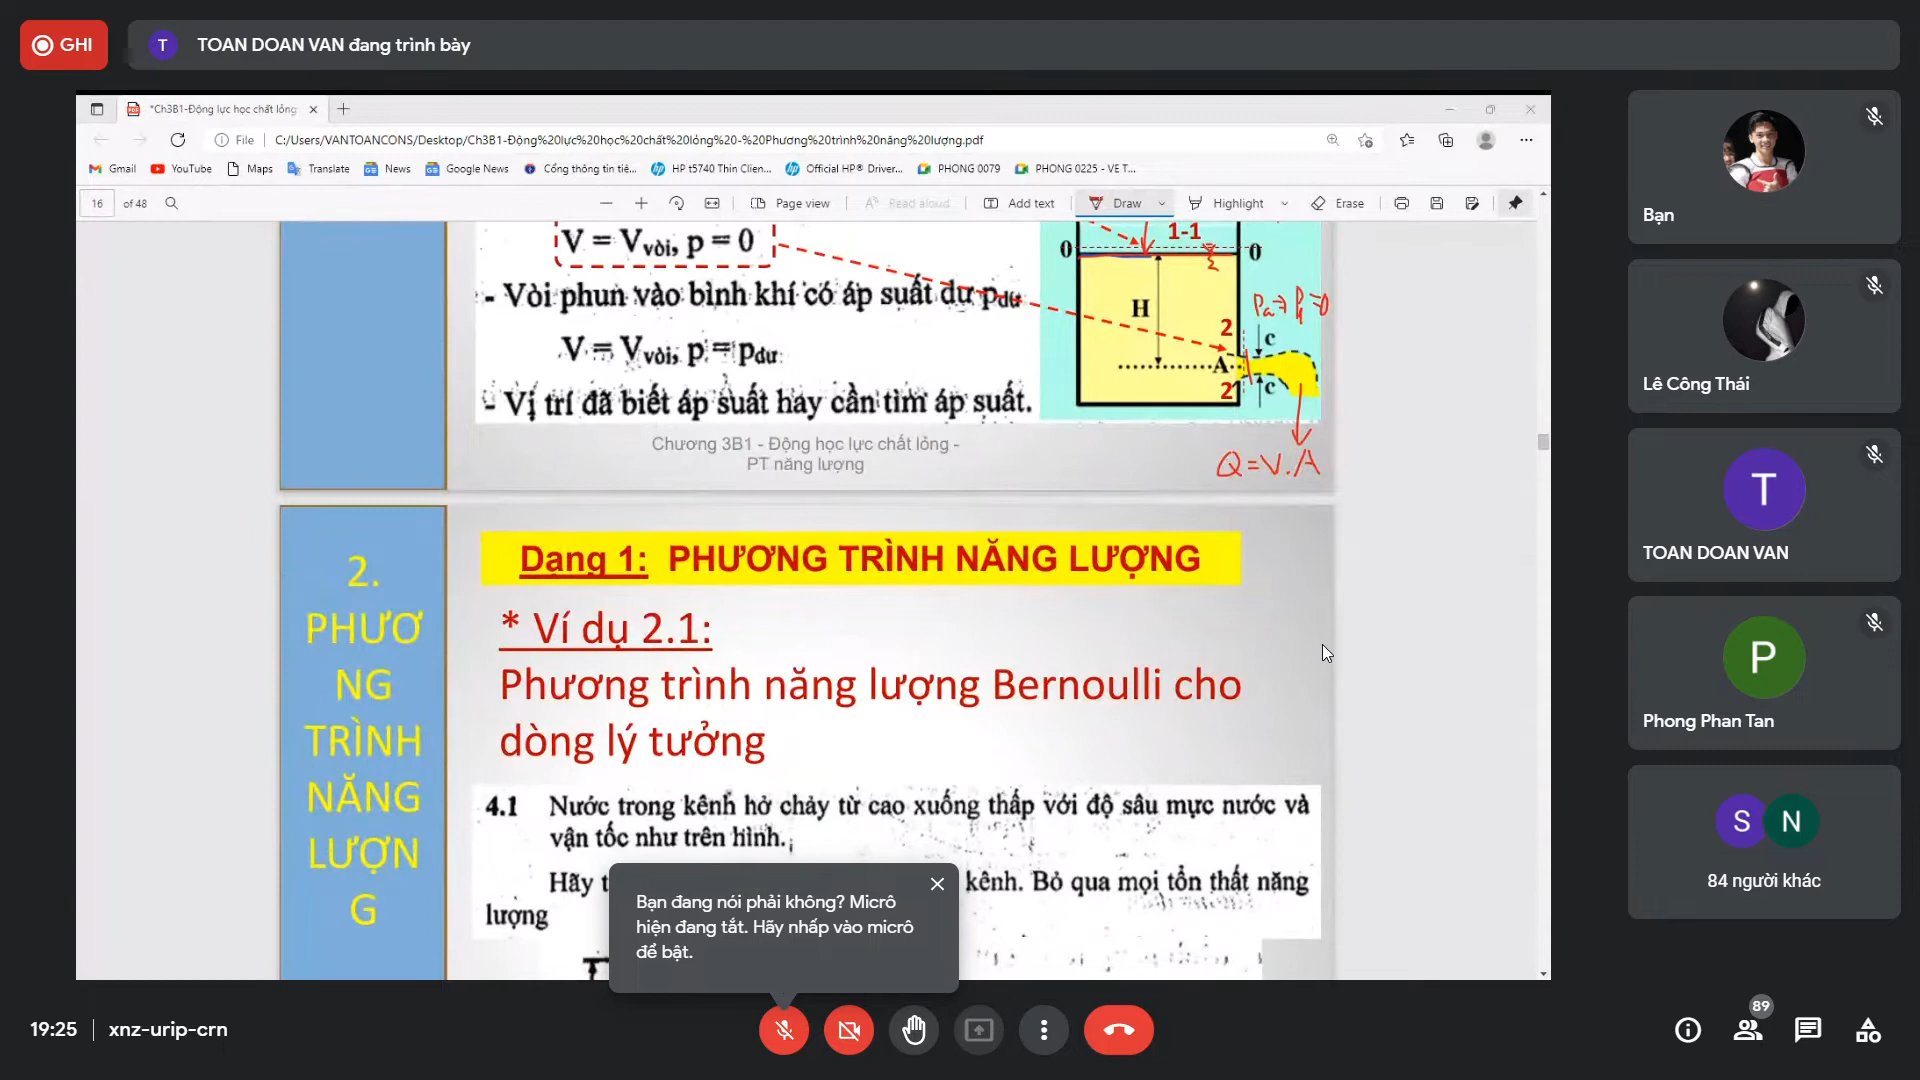 GHI
T
TOAN DOAN VAN đang trình bày
*Ch3B1-Động lực học chất lỏng
File
C:/Users/VANTOANCONS/Desktop/Ch3B1-Động%20lực%20học%20chất%20lỏng%20-%20Phương%20trình%20năng%20lượng.pdf
Gmail
YouTube
Maps
Translate
News
Google News
Cổng thông tin tiê...
HP t5740 Thin Clien...
Official HP® Driver...
PHONG 0079
PHONG 0225 - VE T...
16
of 48
Page view
Read aloud
Add text
Draw
Highlight
Erase
V = Vvòi, p = 0
- Vòi phun vào bình khí có áp suất dư pdư
V = Vvòi, p = pdư
- Vị trí đã biết áp suất hay cần tìm áp suất.
1-1
0
0
H
2
c
A
2
c
Q = V.A
Chương 3B1 - Động học lực chất lỏng -
PT năng lượng
2.
PHƯƠ
NG
TRÌNH
NĂNG
LƯỢN
G
Dạng 1: PHƯƠNG TRÌNH NĂNG LƯỢNG
* Ví dụ 2.1:
Phương trình năng lượng Bernoulli cho
dòng lý tưởng
4.1 Nước trong kênh hở chảy từ cao xuống thấp với độ sâu mực nước và
vận tốc như trên hình.
Hãy kênh. Bỏ qua mọi tổn thất năng
lượng
Bạn đang nói phải không? Micrô
hiện đang tắt. Hãy nhấp vào micrô
để bật.
Bạn
Lê Công Thái
T
TOAN DOAN VAN
P
Phong Phan Tan
S
N
84 người khác
19:25
xnz-urip-crn
89